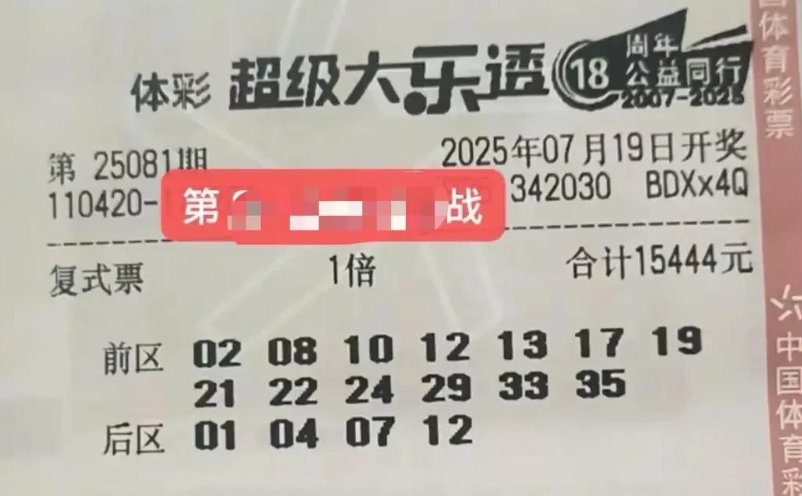 体彩 超级大乐透 18 周年
公益同行
2007-2025
第 25081期 2025年07月19日开奖
110420- 第 战 342030 BDXx4Q
复式票 1倍 合计15444元
前区 02 08 10 12 13 17 19
21 22 24 29 33 35
后区 01 04 07 12
国体育彩票
中国体育彩